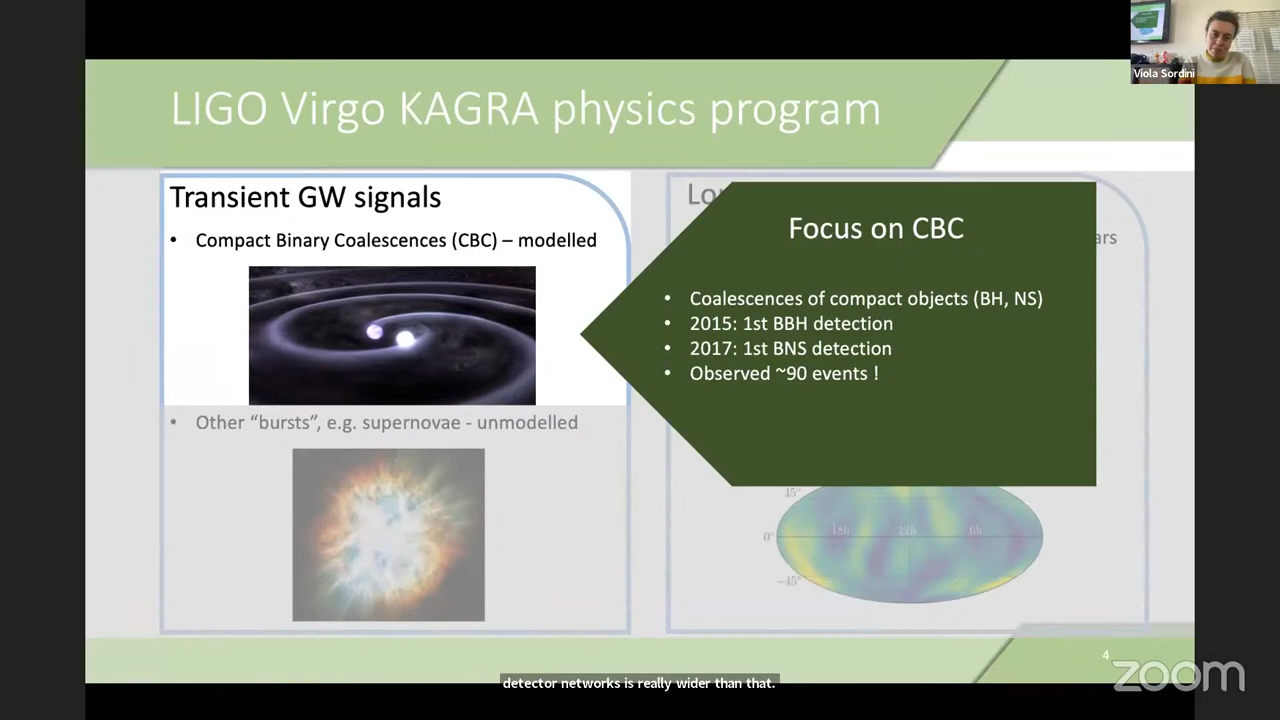 Viola Sordini
LIGO Virgo KAGRA physics program
Transient GW signals
• Compact Binary Coalescences (CBC) – modelled
• Other “bursts”, e.g. supernovae - unmodelled
Lo
ars
Focus on CBC
• Coalescences of compact objects (BH, NS)
• 2015: 1st BBH detection
• 2017: 1st BNS detection
• Observed ~90 events !
45°
0°
18h 12h 6h
−45°
4
zoom
detector networks is really wider than that.